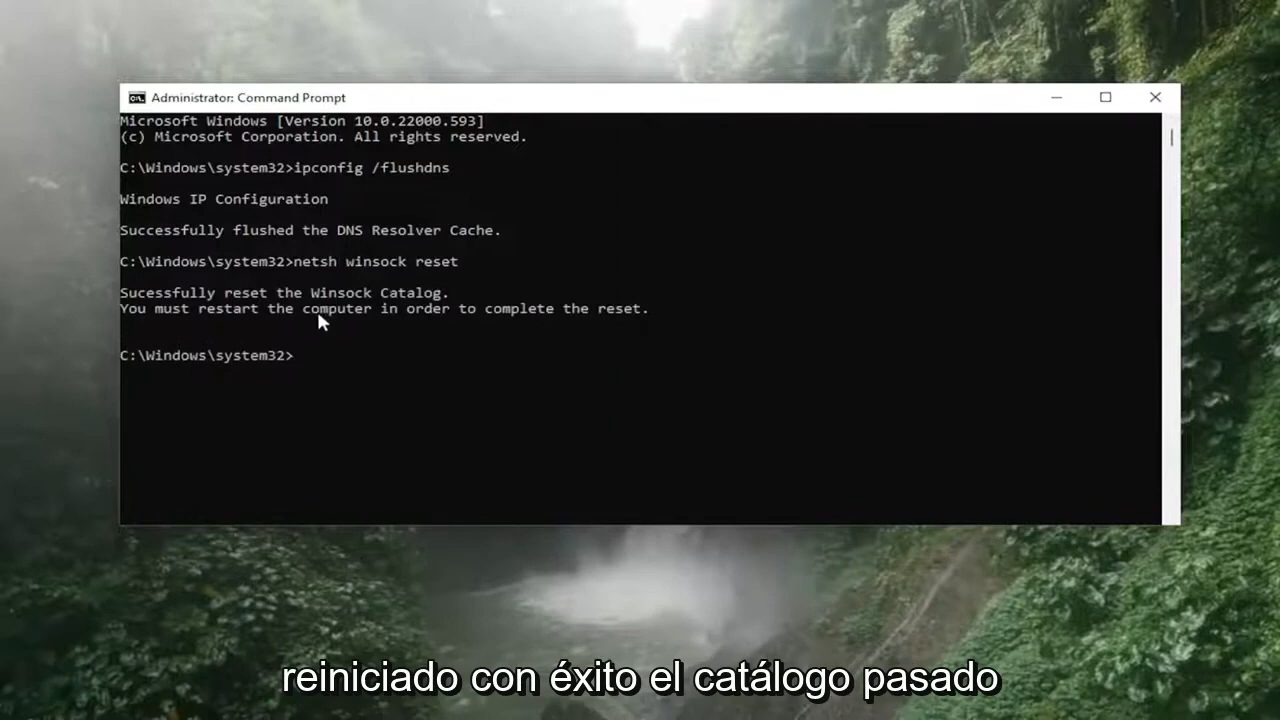 Administrator: Command Prompt
Microsoft Windows [Version 10.0.22000.593]
(c) Microsoft Corporation. All rights reserved.
C:\Windows\system32>ipconfig /flushdns
Windows IP Configuration
Successfully flushed the DNS Resolver Cache.
C:\Windows\system32>netsh winsock reset
Sucessfully reset the Winsock Catalog.
You must restart the computer in order to complete the reset.
C:\Windows\system32>
reiniciado con éxito el catálogo pasado